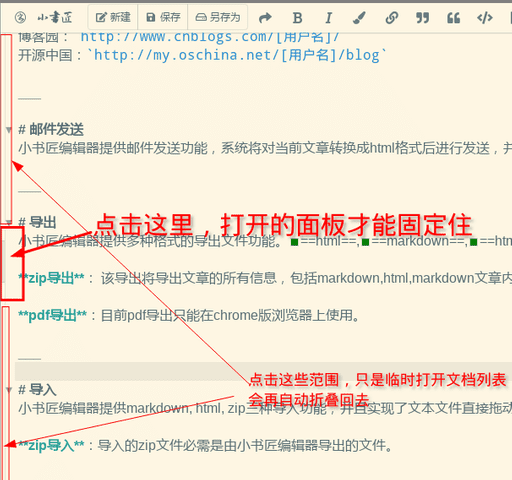 小书匠 新建 保存 另存为 B I </>
博客园：`http://www.cnblogs.com/[用户名]/`
开源中国：`http://my.oschina.net/[用户名]/blog`
# 邮件发送
小书匠编辑器提供邮件发送功能，系统将对当前文章转换成html格式后进行发送，并
# 导出
点击这里，打开的面板才能固定住
小书匠编辑器提供多种格式的导出文件功能。==html==,==markdown==,==htm
**zip导出**：该导出将导出文章的所有信息，包括markdown,html,markdown文章内
**pdf导出**：目前pdf导出只能在chrome版浏览器上使用。
点击这些范围，只是临时打开文档列表
会再自动折叠回去
# 导入
小书匠编辑器提供markdown, html, zip三种导入功能，并且实现了文本文件直接拖动
**zip导入**：导入的zip文件必需是由小书匠编辑器导出的文件。